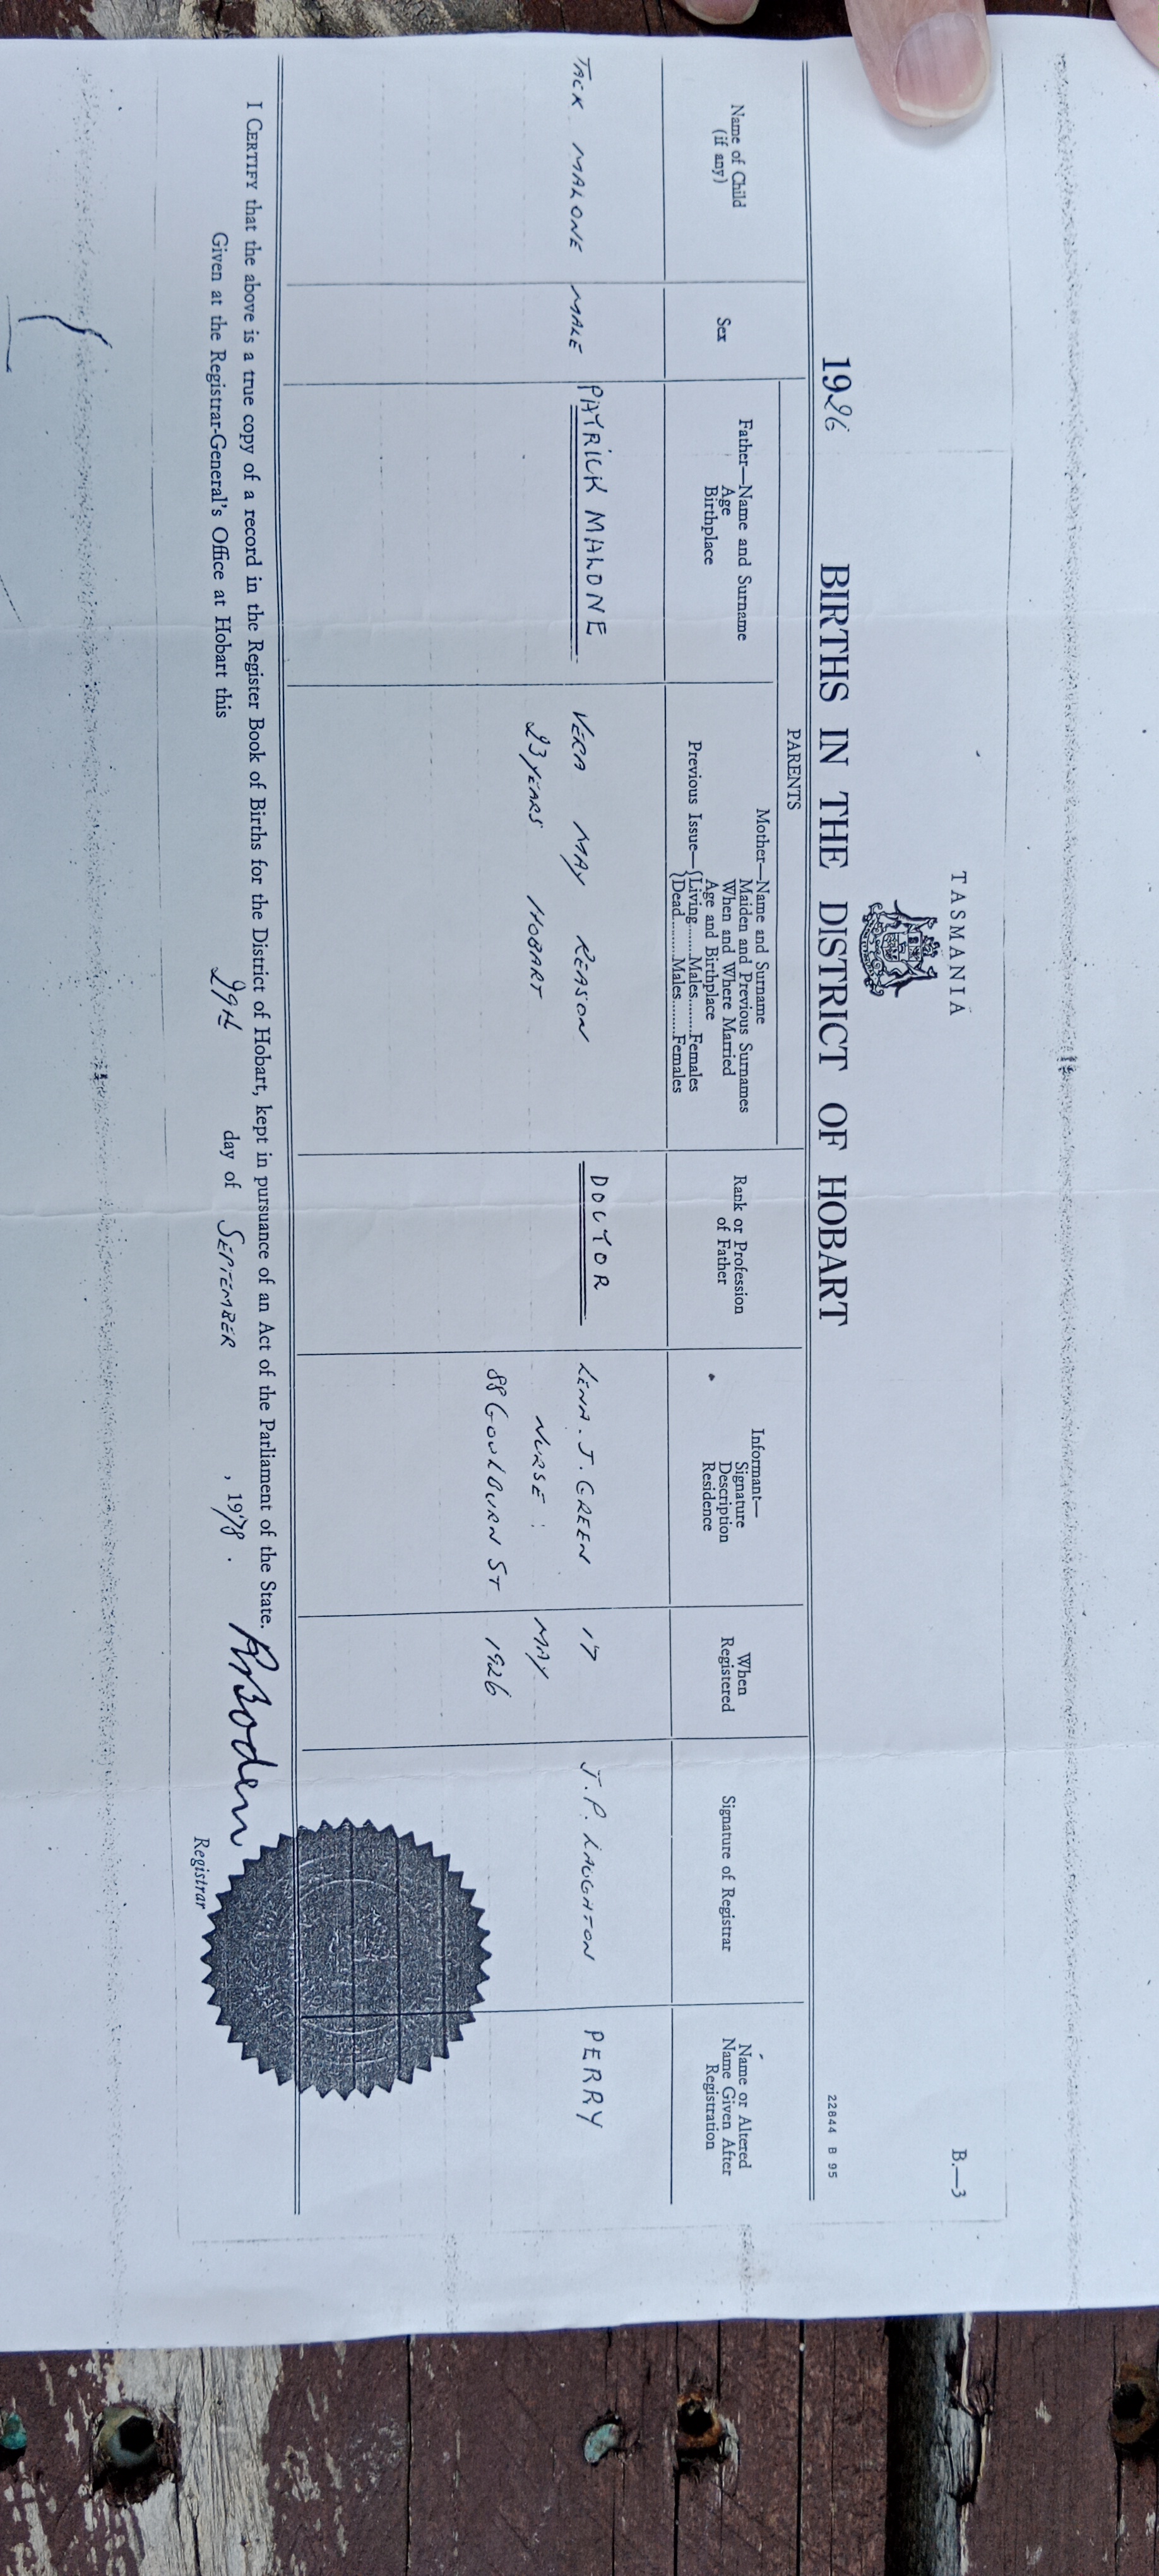 TASMANIA
B.—3
22844 B 95
1926 BIRTHS IN THE DISTRICT OF HOBART
PARENTS
Name of Child
(if any)
Sex
Father—Name and Surname
Age
Birthplace
Mother—Name and Surname
Maiden and Previous Surnames
When and Where Married
Age and Birthplace
Previous Issue—{Living.......Males.........Females
{Dead.........Males.........Females
Rank or Profession
of Father
Informant—
Signature
Description
Residence
When
Registered
Signature of Registrar
Name or Altered
Name Given After
Registration
JACK MALONE
MALE
PATRICK MALONE
VERA MAY REASON
23 YEARS HOBART
DOCTOR
LENA. J. GREEN
NURSE :
88 GOULBURN ST
17
MAY
1926
J. P. LAUGHTON
PERRY
I CERTIFY that the above is a true copy of a record in the Register Book of Births for the District of Hobart, kept in pursuance of an Act of the Parliament of the State.
Given at the Registrar-General's Office at Hobart this 29th day of SEPTEMBER , 1978 .
Registrar